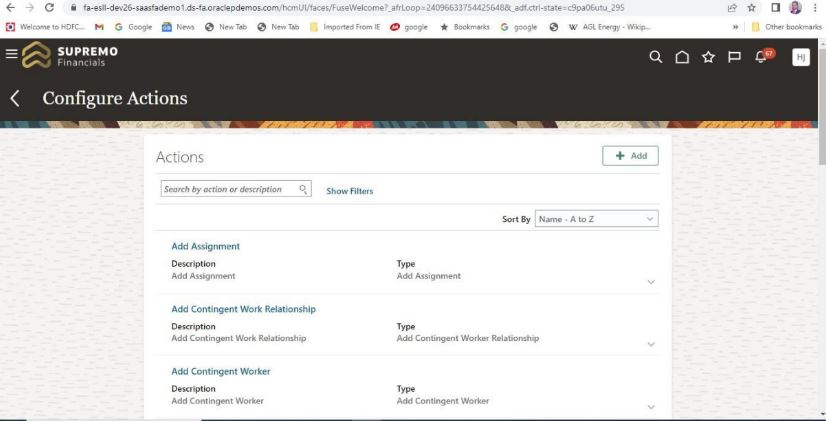 fa-esll-dev26-saasfademo1.ds-fa.oraclepdemos.com/hcmUI/faces/FuseWelcome?_afrLoop=24096633754425648&_adf.ctrl-state=c9pa06utu_295
Welcome to HDFC... Google News New Tab New Tab Imported From IE google Bookmarks google AGL Energy - Wikip... » Other bookmarks
SUPREMO
Financials
67
HJ
Configure Actions
Actions
+ Add
Search by action or description
Show Filters
Sort By Name - A to Z
Add Assignment
Description Type
Add Assignment Add Assignment
Add Contingent Work Relationship
Description Type
Add Contingent Work Relationship Add Contingent Worker Relationship
Add Contingent Worker
Description Type
Add Contingent Worker Add Contingent Worker